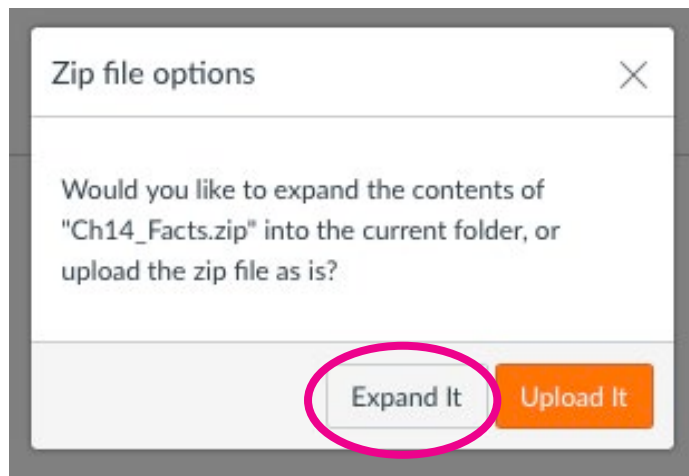 Zip file options
Would you like to expand the contents of
"Ch14_Facts.zip" into the current folder, or
upload the zip file as is?
Expand It Upload It